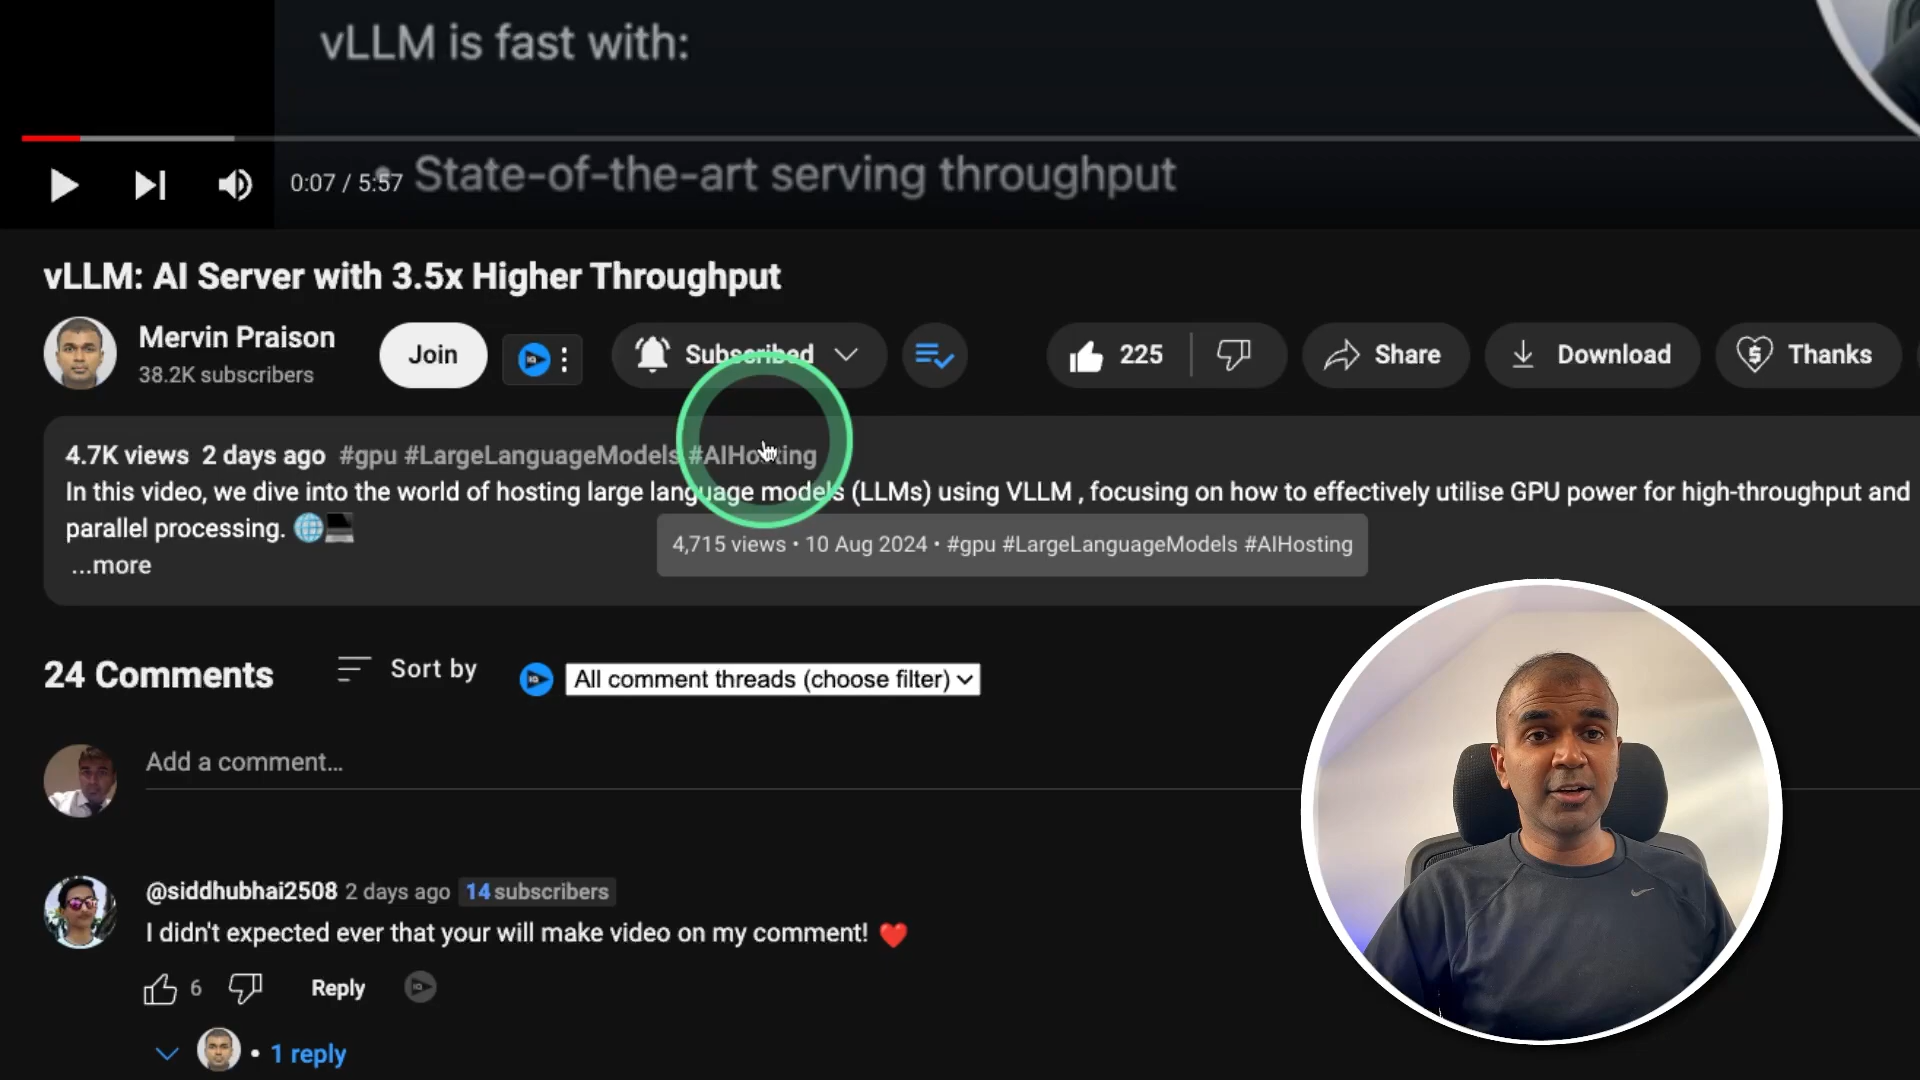 vLLM is fast with:
State-of-the-art serving throughput
0:07 / 5:57
vLLM: AI Server with 3.5x Higher Throughput
Mervin Praison
38.2K subscribers
Join
Subscribed
225
Share
Download
Thanks
4.7K views 2 days ago #gpu #LargeLanguageModels #AIHosting
In this video, we dive into the world of hosting large language models (LLMs) using VLLM , focusing on how to effectively utilise GPU power for high-throughput and
parallel processing. 🌐💻
4,715 views • 10 Aug 2024 • #gpu #LargeLanguageModels #AIHosting
...more
24 Comments
Sort by
All comment threads (choose filter)
Add a comment...
@siddhubhai2508 2 days ago 14 subscribers
I didn't expected ever that your will make video on my comment! ❤️
6
Reply
• 1 reply